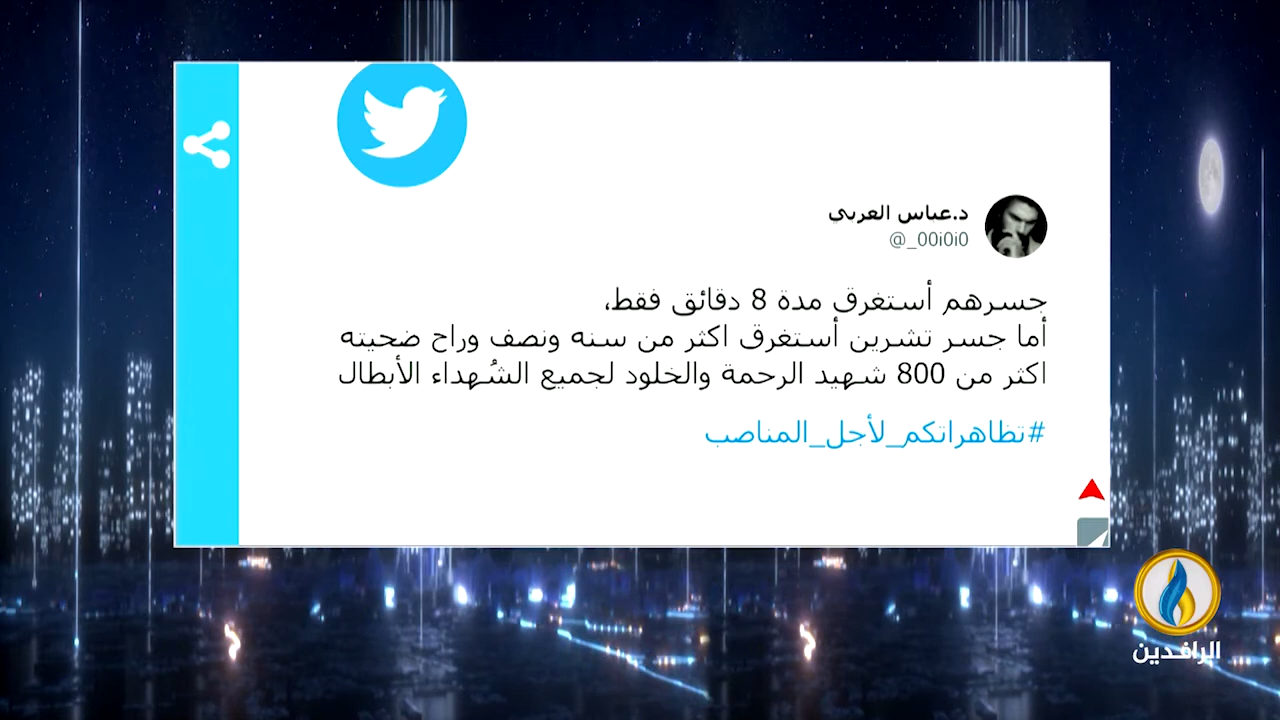 د.عباس العربي
@_00i0i0
جسرهم أستغرق مدة 8 دقائق فقط،
أما جسر تشرين أستغرق اكثر من سنه ونصف وراح ضحيته
اكثر من 800 شهيد الرحمة والخلود لجميع الشُهداء الأبطال
#تظاهراتكم_لأجل_المناصب
الرافدين